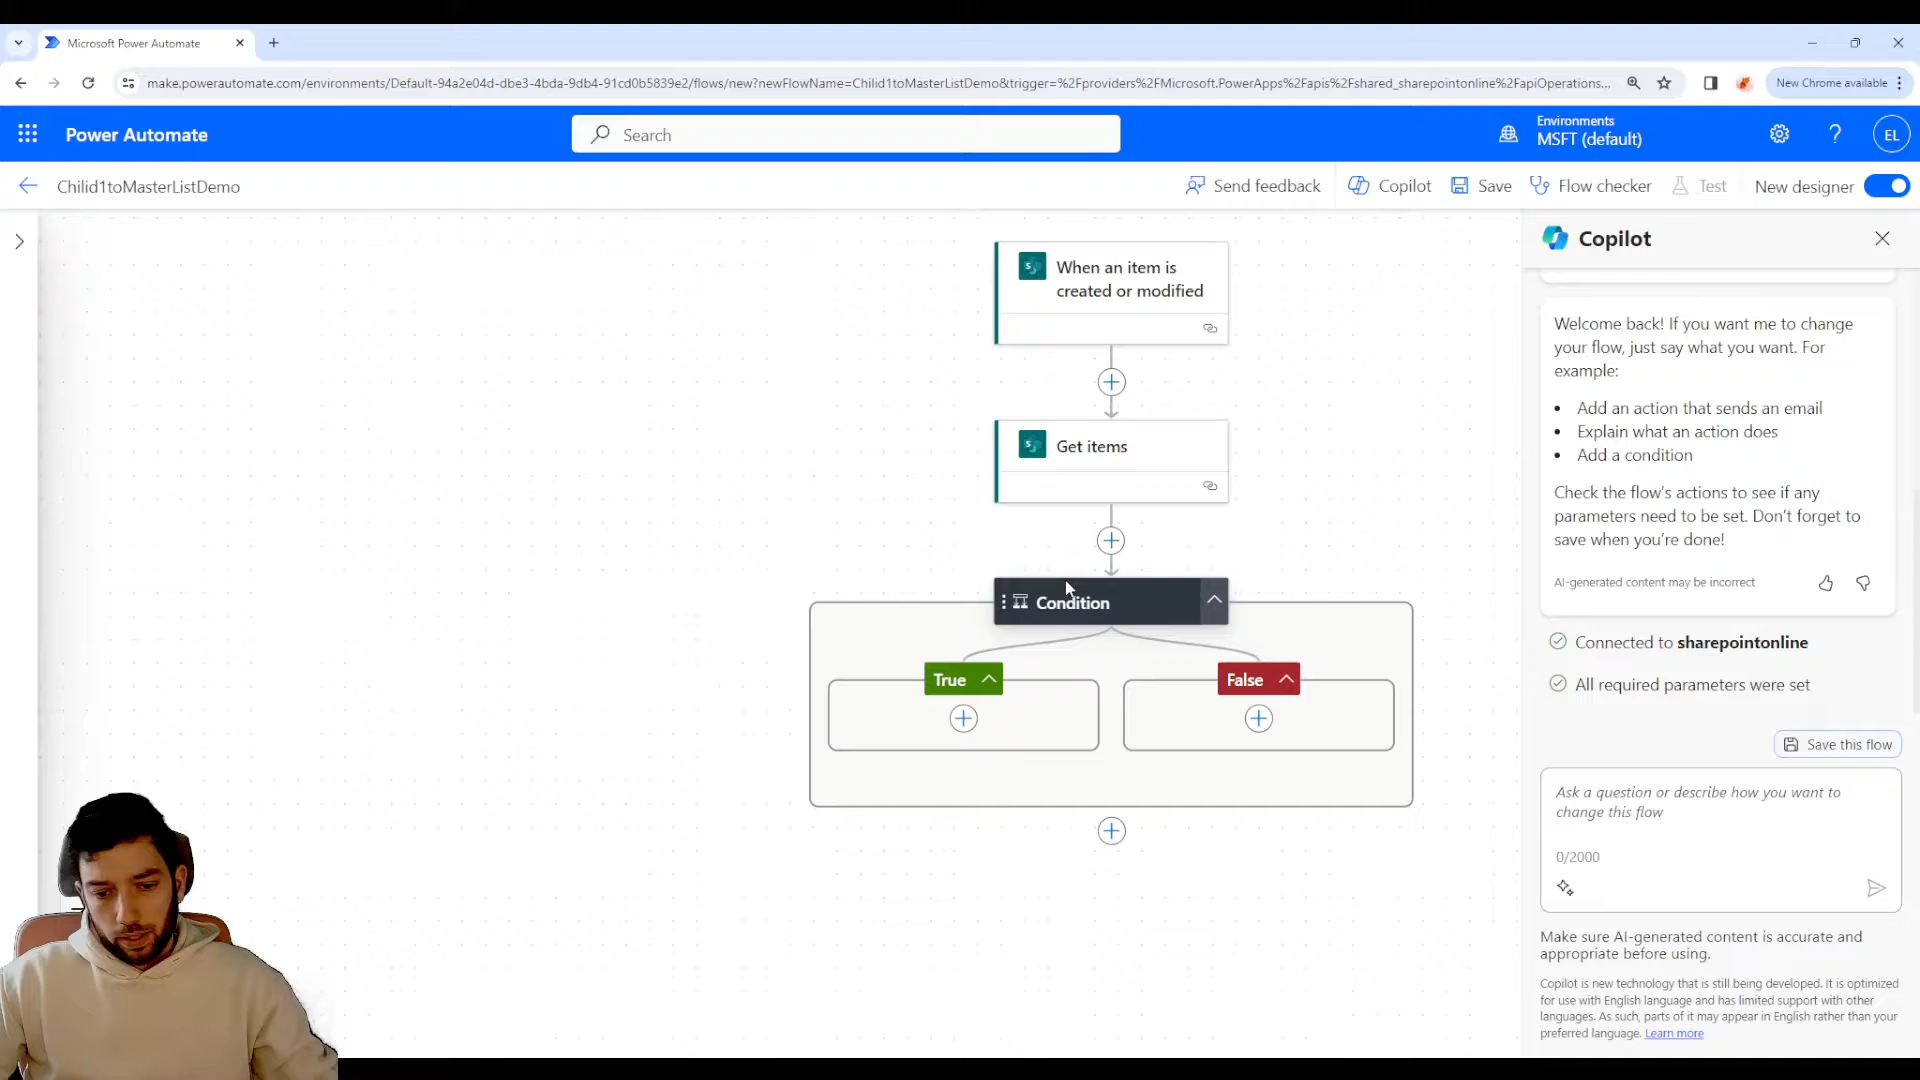 Microsoft Power Automate
make.powerautomate.com/environments/Default-94a2e04d-dbe3-4bda-9db4-91cd0b5839e2/flows/new?newFlowName=Chilid1toMasterListDemo&trigger=%2Fproviders%2FMicrosoft.PowerApps%2Fapis%2Fshared_sharepointonline%2FapiOperations...
New Chrome available
Power Automate
Search
Environments
MSFT (default)
EL
Chilid1toMasterListDemo
Send feedback
Copilot
Save
Flow checker
Test
New designer
When an item is
created or modified
Get items
Condition
True
False
Copilot
Welcome back! If you want me to change
your flow, just say what you want. For
example:
• Add an action that sends an email
• Explain what an action does
• Add a condition
Check the flow's actions to see if any
parameters need to be set. Don't forget to
save when you're done!
AI-generated content may be incorrect
Connected to sharepointonline
All required parameters were set
Save this flow
Ask a question or describe how you want to
change this flow
0/2000
Make sure AI-generated content is accurate and
appropriate before using.
Copilot is new technology that is still being developed. It is optimized
for use with English language and has limited support with other
languages. As such, parts of it may appear in English rather than your
preferred language. Learn more